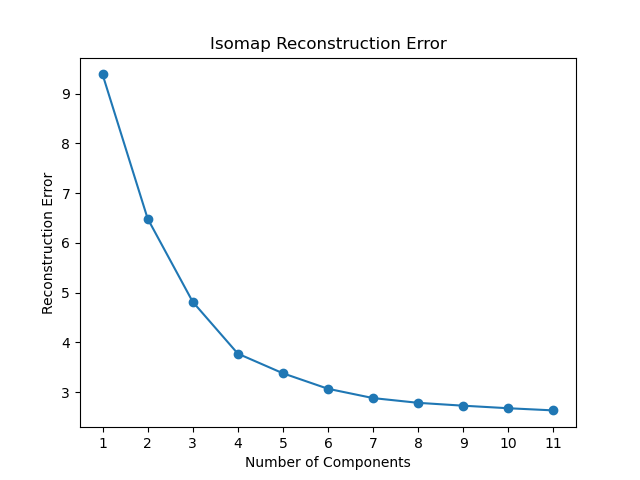 Isomap Reconstruction Error
9
8
7
6
5
4
3
Reconstruction Error
1 2 3 4 5 6 7 8 9 10 11
Number of Components